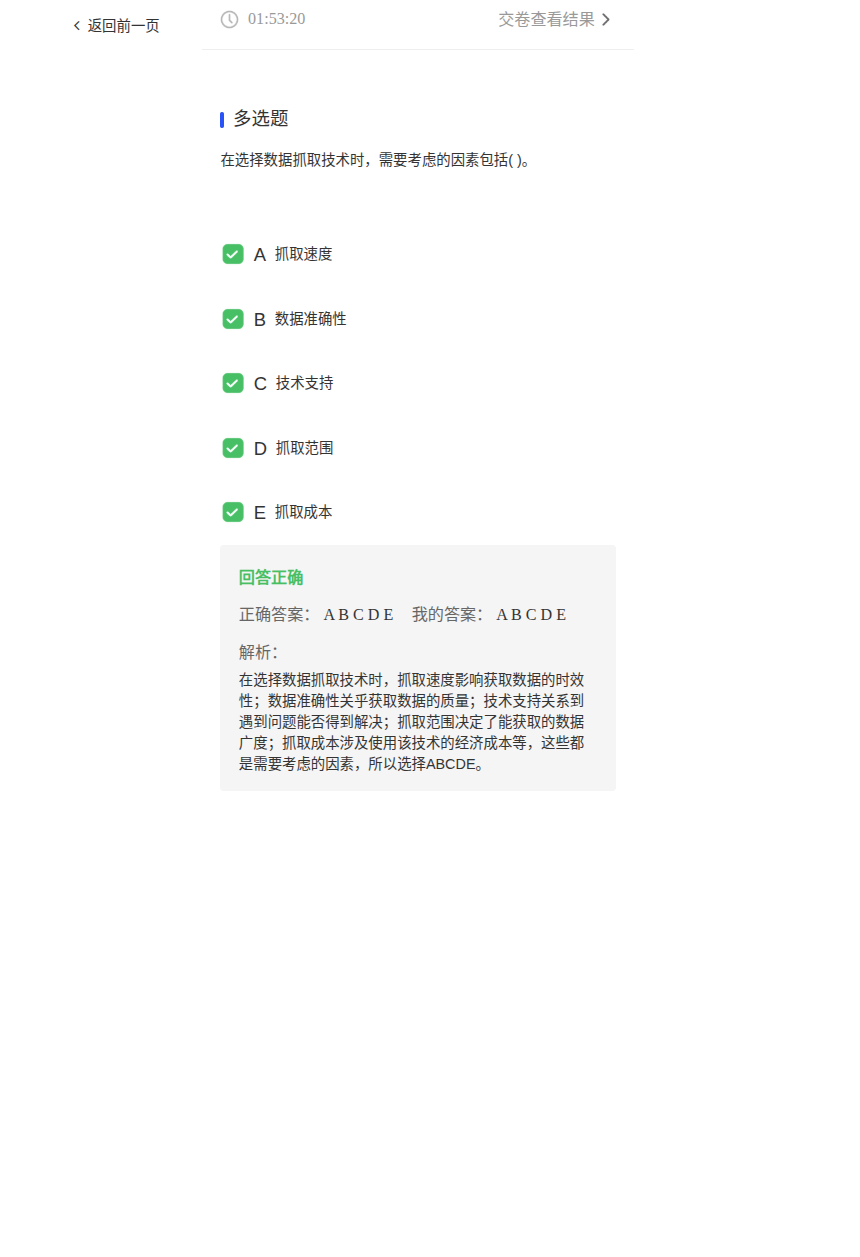 返回前一页
01:53:20
交卷查看结果
多选题
在选择数据抓取技术时，需要考虑的因素包括( )。
A 抓取速度
B 数据准确性
C 技术支持
D 抓取范围
E 抓取成本
回答正确
正确答案： A B C D E 我的答案： A B C D E
解析：
在选择数据抓取技术时，抓取速度影响获取数据的时效
性；数据准确性关乎获取数据的质量；技术支持关系到
遇到问题能否得到解决；抓取范围决定了能获取的数据
广度；抓取成本涉及使用该技术的经济成本等，这些都
是需要考虑的因素，所以选择ABCDE。